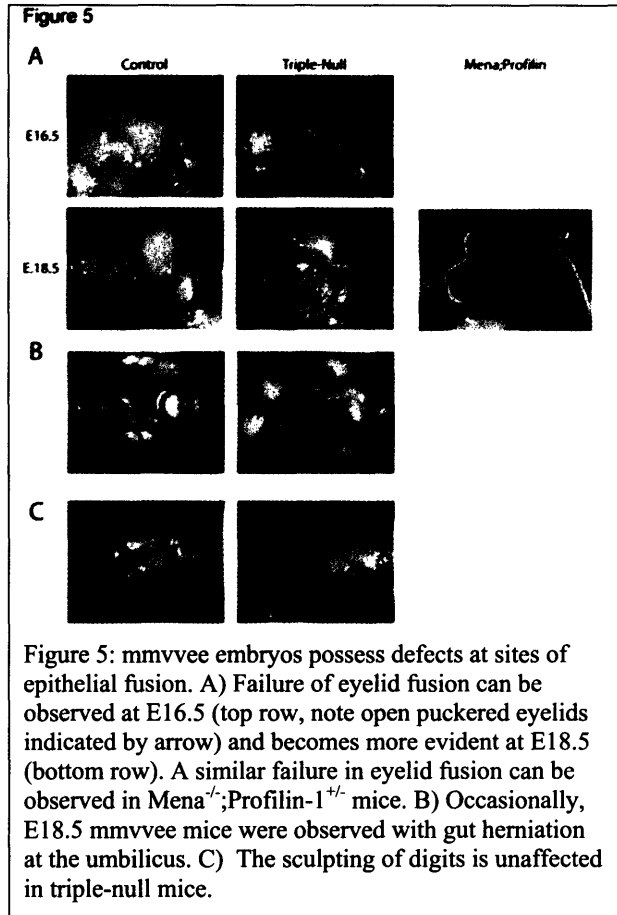 Figure 5
A
Control Triple-Null Mena;Profilin
E16.5
E.18.5
B
C
Figure 5: mmvvee embryos possess defects at sites of
epithelial fusion. A) Failure of eyelid fusion can be
observed at E16.5 (top row, note open puckered eyelids
indicated by arrow) and becomes more evident at E18.5
(bottom row). A similar failure in eyelid fusion can be
observed in Mena-/-;Profilin-1+/- mice. B) Occasionally,
E18.5 mmvvee mice were observed with gut herniation
at the umbilicus. C) The sculpting of digits is unaffected
in triple-null mice.